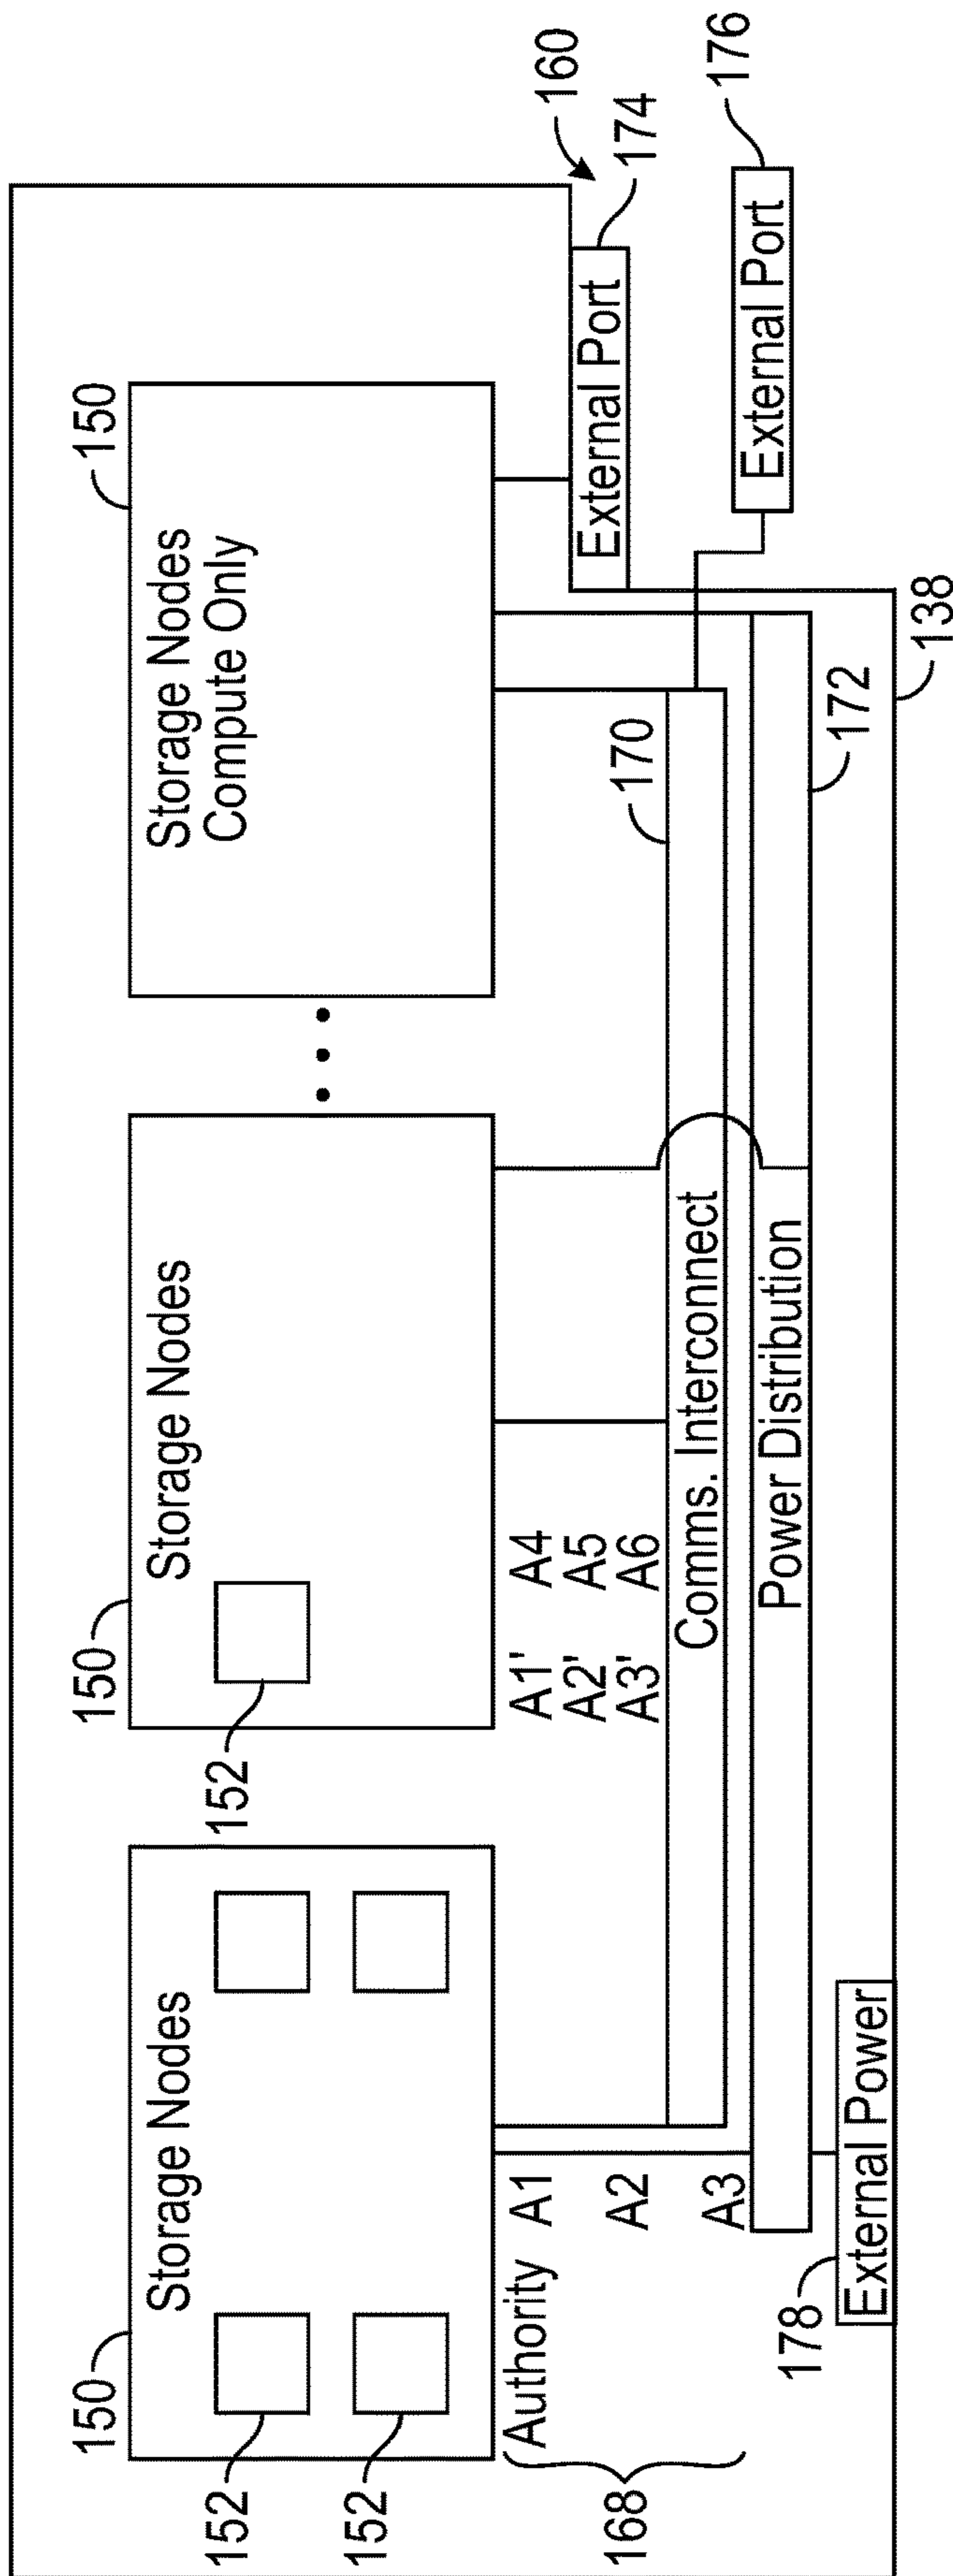 160
150
150
150
Storage Nodes
Storage Nodes
Storage Nodes
Compute Only
152
152
152
174
External Port
176
External Port
Authority
A1
A2
A3
168
A1' A4
A2' A5
A3' A6
170
Comms. Interconnect
Power Distribution
172
178
External Power
138